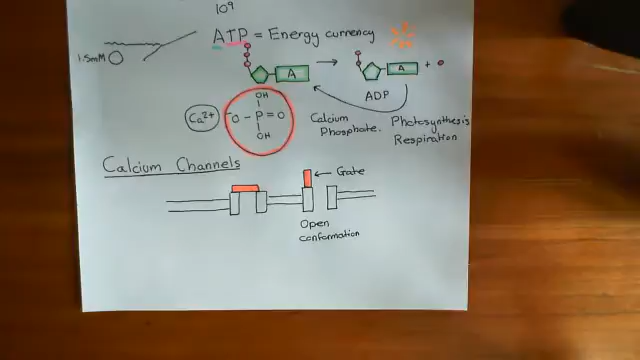 10⁹
ATP = Energy currency
1.5mM
A
A
+
ADP
OH
Ca²⁺
⁻O - P = O
OH
Calcium
Phosphate.
Photosynthesis
Respiration
Calcium Channels
Gate
Open
conformation